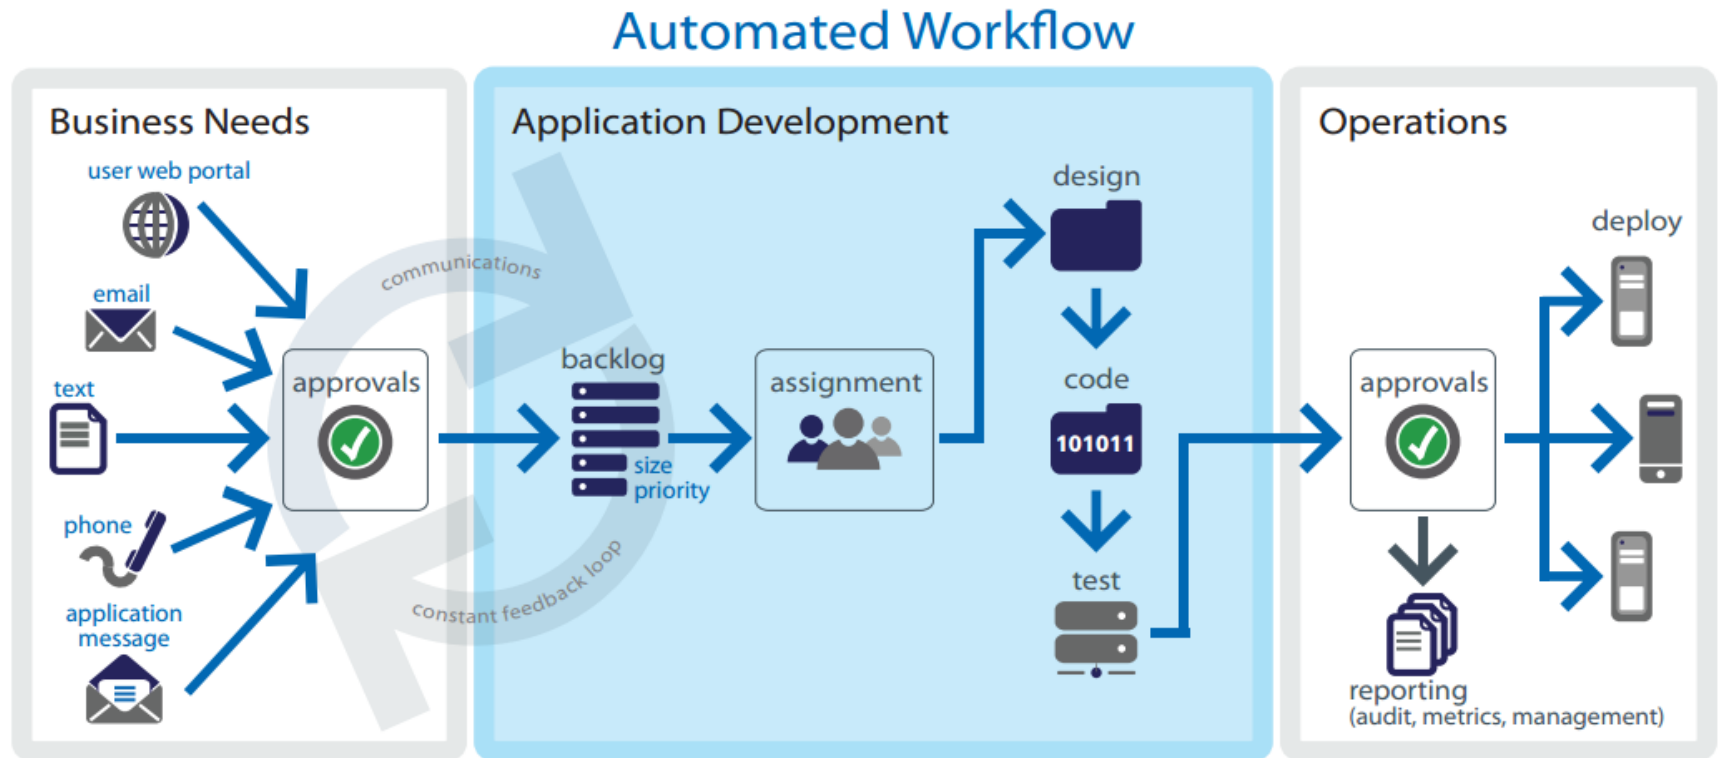 Automated Workflow
Business Needs
user web portal
email
text
phone
application
message
approvals
communications
constant feedback loop
Application Development
backlog
size
priority
assignment
design
code
101011
test
Operations
approvals
deploy
reporting
(audit, metrics, management)